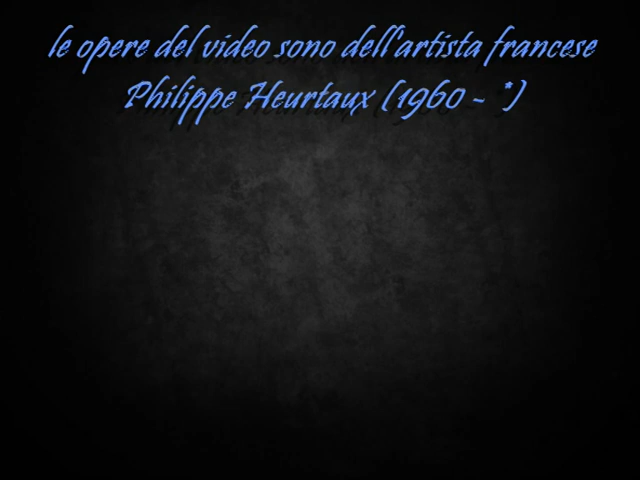 le opere del video sono dell'artista francese
Philippe Heurtaux (1960 - *)